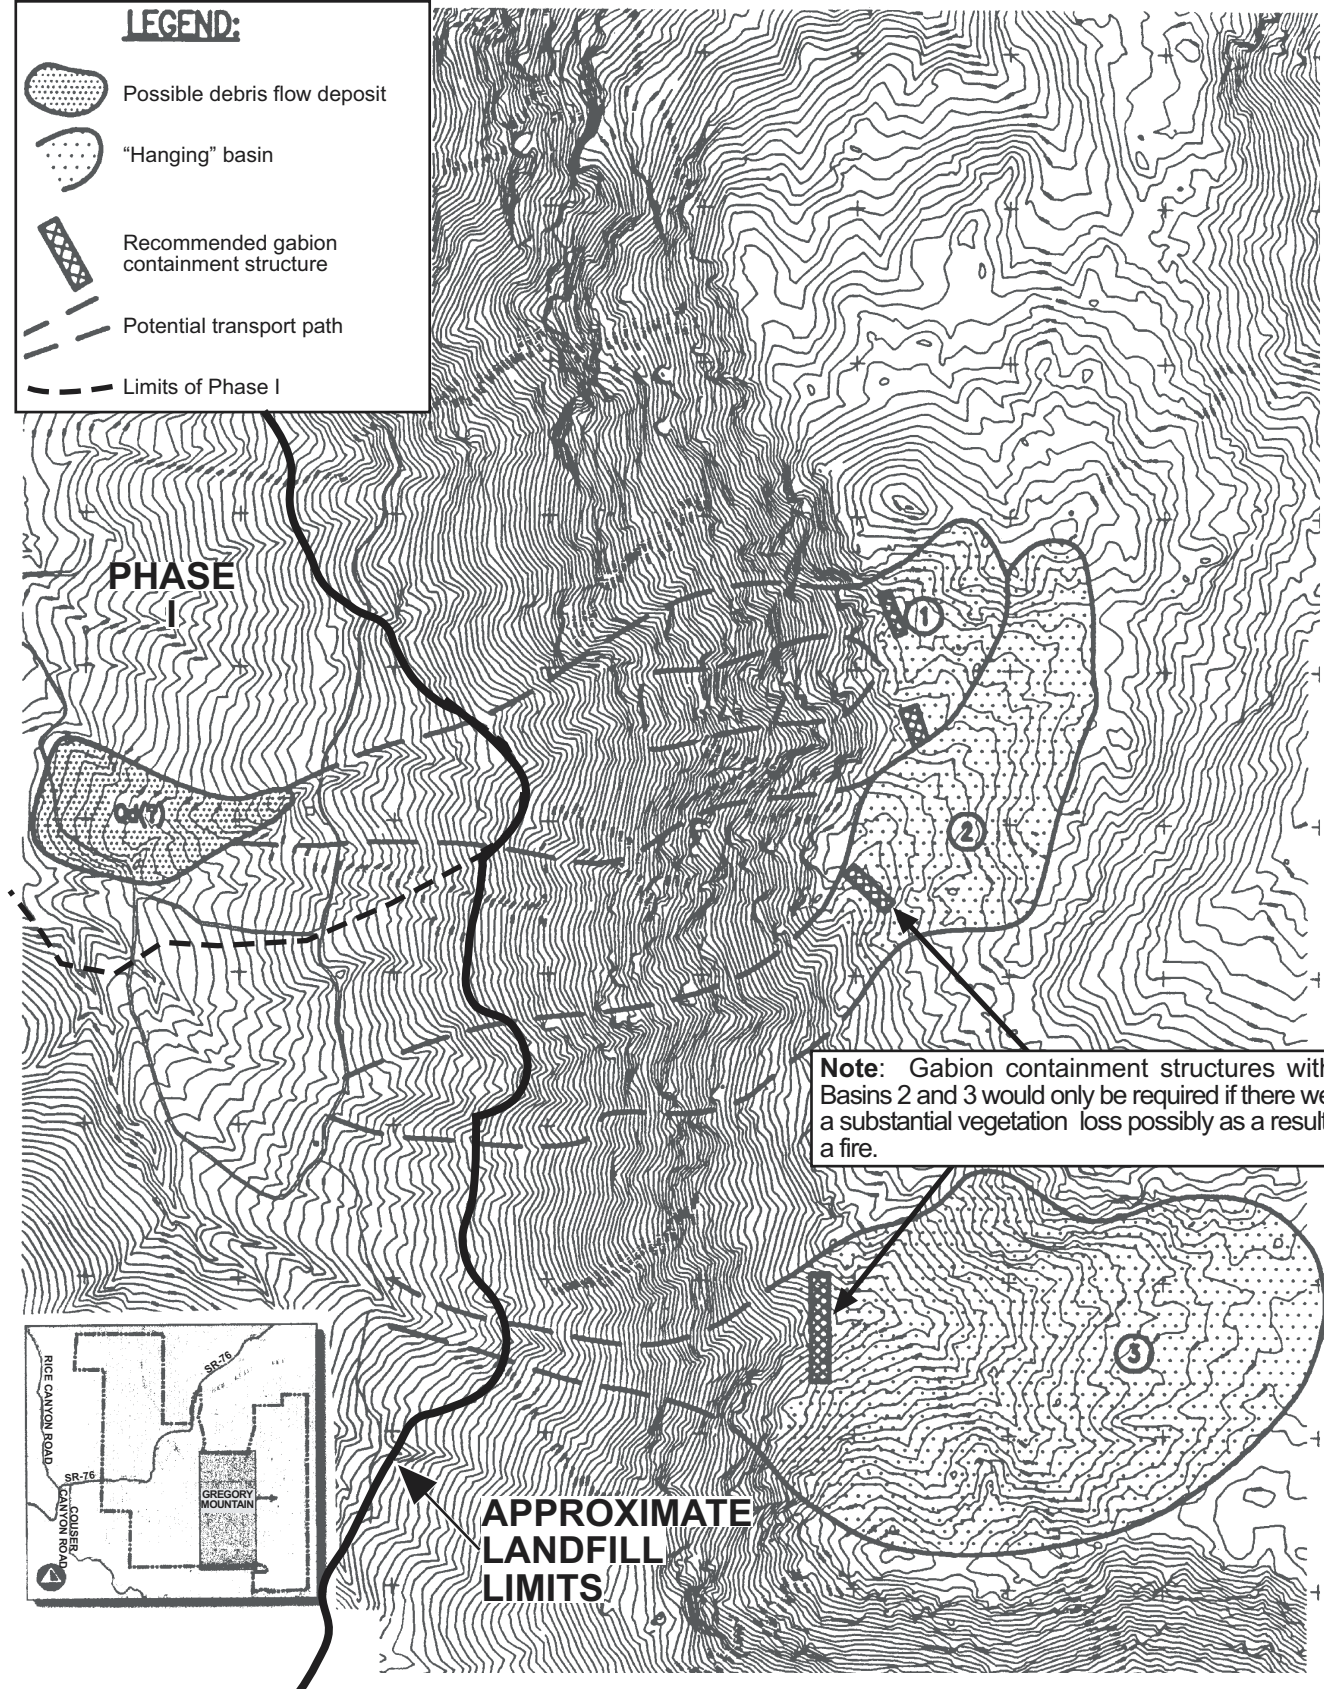 LEGEND:
Possible debris flow deposit
“Hanging” basin
Recommended gabion
containment structure
Potential transport path
Limits of Phase I
PHASE
I
1
2
Note: Gabion containment structures with
Basins 2 and 3 would only be required if there we
a substantial vegetation loss possibly as a result
a fire.
3
RICE CANYON ROAD
SR-76
SR-76
GREGORY
MOUNTAIN
COUSER
CANYON ROAD
APPROXIMATE
LANDFILL
LIMITS